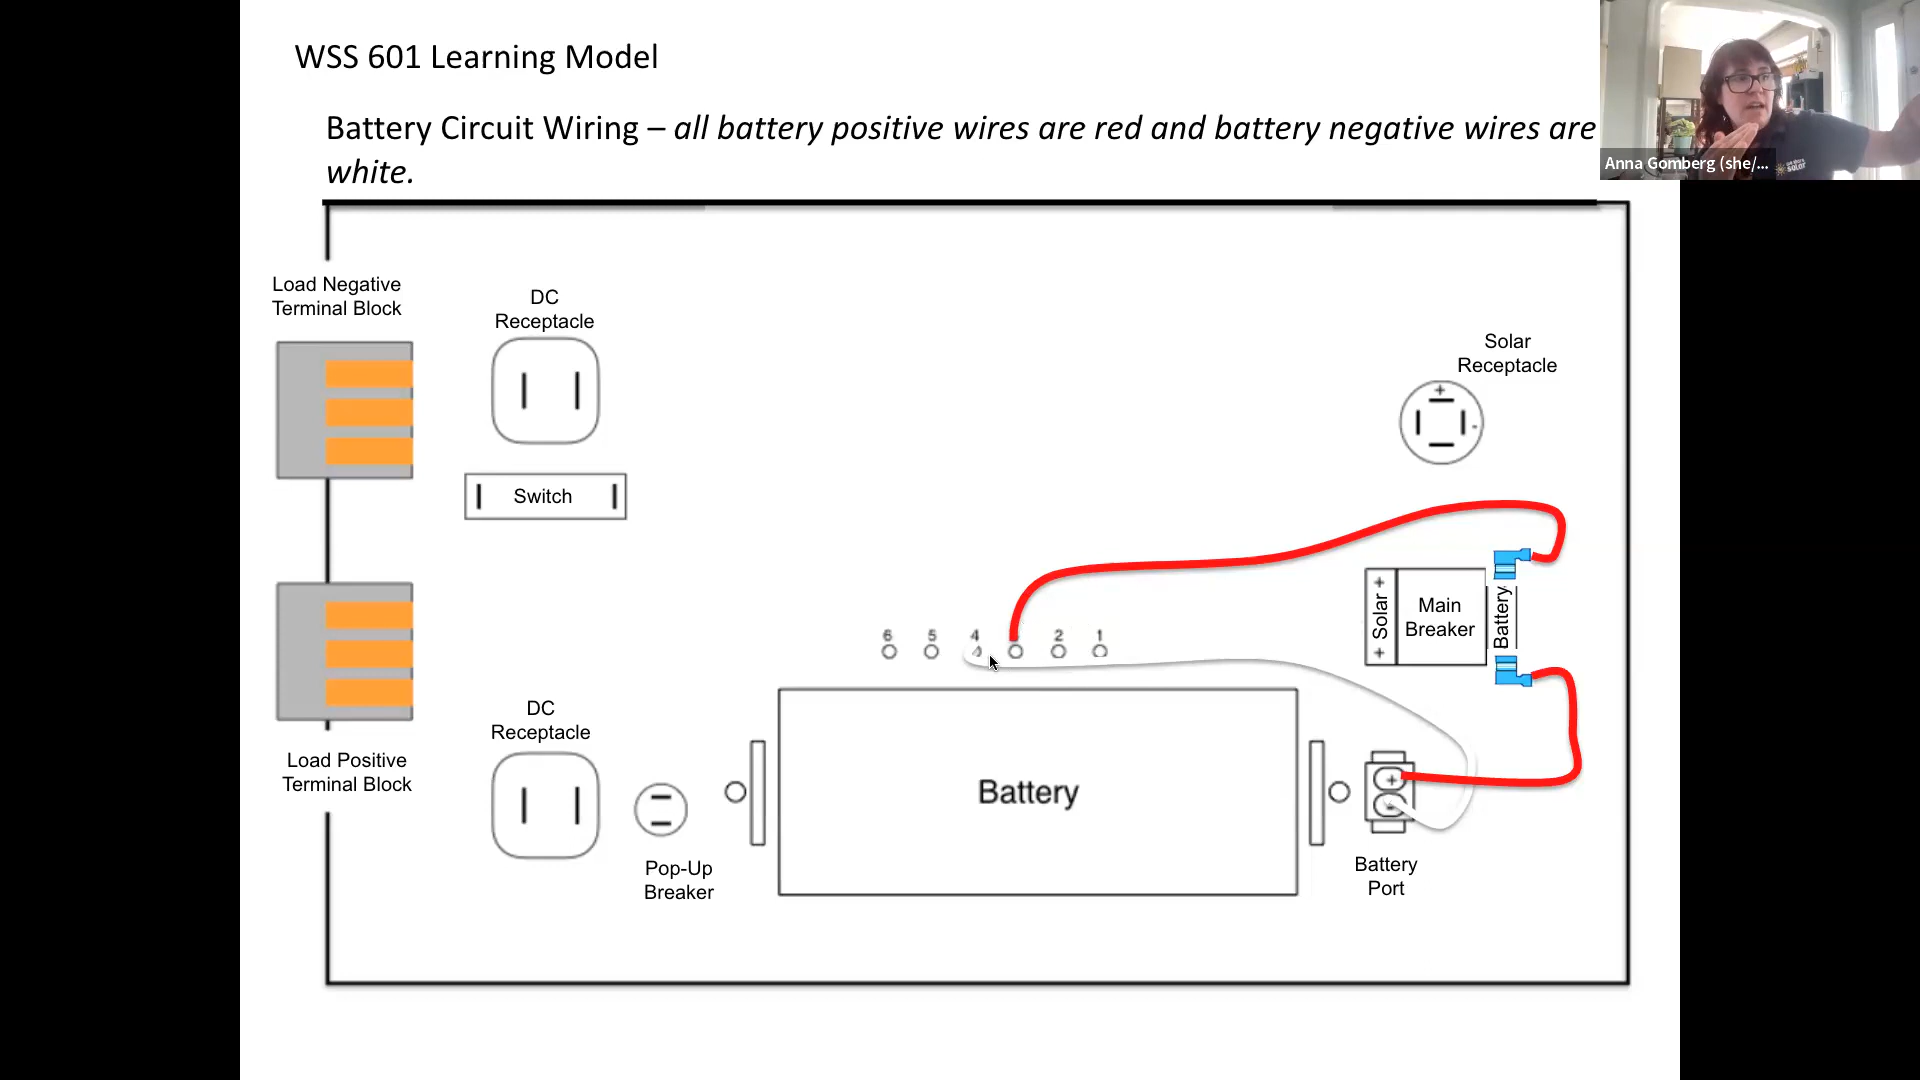 WSS 601 Learning Model
Battery Circuit Wiring – all battery positive wires are red and battery negative wires are
white.
Anna Gomberg (she/...
Load Negative
Terminal Block
DC
Receptacle
Solar
Receptacle
+
-
Switch
Solar
+
+
Main
Breaker
Battery
6 5 4 2 1
Load Positive
Terminal Block
DC
Receptacle
Pop-Up
Breaker
Battery
+
-
Battery
Port